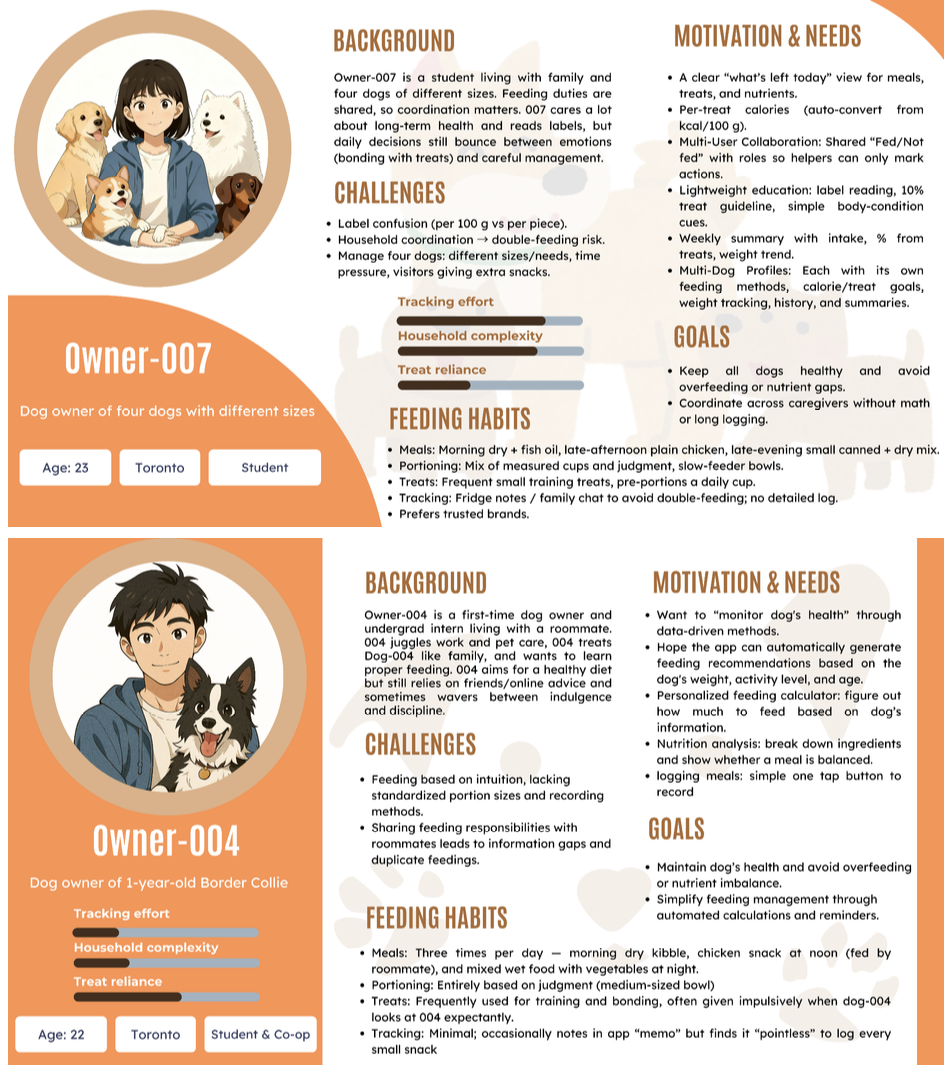 BACKGROUND
Owner-007 is a student living with family and
four dogs of different sizes. Feeding duties are
shared, so coordination matters. 007 cares a lot
about long-term health and reads labels, but
daily decisions still bounce between emotions
(bonding with treats) and careful management.
CHALLENGES
• Label confusion (per 100 g vs per piece).
• Household coordination → double-feeding risk.
• Manage four dogs: different sizes/needs, time
pressure, visitors giving extra snacks.
Tracking effort
Household complexity
Treat reliance
MOTIVATION & NEEDS
• A clear “what’s left today” view for meals,
treats, and nutrients.
• Per-treat calories (auto-convert from
kcal/100 g).
• Multi-User Collaboration: Shared “Fed/Not
fed” with roles so helpers can only mark
actions.
• Lightweight education: label reading, 10%
treat guideline, simple body-condition
cues.
• Weekly summary with intake, % from
treats, weight trend.
• Multi-Dog Profiles: Each with its own
feeding methods, calorie/treat goals,
weight tracking, history, and summaries.
GOALS
• Keep all dogs healthy and avoid
overfeeding or nutrient gaps.
• Coordinate across caregivers without math
or long logging.
Owner-007
Dog owner of four dogs with different sizes
Age: 23
Toronto
Student
FEEDING HABITS
• Meals: Morning dry + fish oil, late-afternoon plain chicken, late-evening small canned + dry mix.
• Portioning: Mix of measured cups and judgment, slow-feeder bowls.
• Treats: Frequent small training treats, pre-portions a daily cup.
• Tracking: Fridge notes / family chat to avoid double-feeding; no detailed log.
• Prefers trusted brands.
Owner-004
Dog owner of 1-year-old Border Collie
Tracking effort
Household complexity
Treat reliance
Age: 22
Toronto
Student & Co-op
BACKGROUND
Owner-004 is a first-time dog owner and
undergrad intern living with a roommate.
004 juggles work and pet care, 004 treats
Dog-004 like family, and wants to learn
proper feeding. 004 aims for a healthy diet
but still relies on friends/online advice and
sometimes wavers between indulgence
and discipline.
CHALLENGES
• Feeding based on intuition, lacking
standardized portion sizes and recording
methods.
• Sharing feeding responsibilities with
roommates leads to information gaps and
duplicate feedings.
MOTIVATION & NEEDS
• Want to “monitor dog's health” through
data-driven methods.
• Hope the app can automatically generate
feeding recommendations based on the
dog's weight, activity level, and age.
• Personalized feeding calculator: figure out
how much to feed based on dog’s
information.
• Nutrition analysis: break down ingredients
and show whether a meal is balanced.
• logging meals: simple one tap button to
record
GOALS
• Maintain dog’s health and avoid overfeeding
or nutrient imbalance.
• Simplify feeding management through
automated calculations and reminders.
FEEDING HABITS
• Meals: Three times per day — morning dry kibble, chicken snack at noon (fed by
roommate), and mixed wet food with vegetables at night.
• Portioning: Entirely based on judgment (medium-sized bowl)
• Treats: Frequently used for training and bonding, often given impulsively when dog-004
looks at 004 expectantly.
• Tracking: Minimal; occasionally notes in app “memo” but finds it “pointless” to log every
small snack